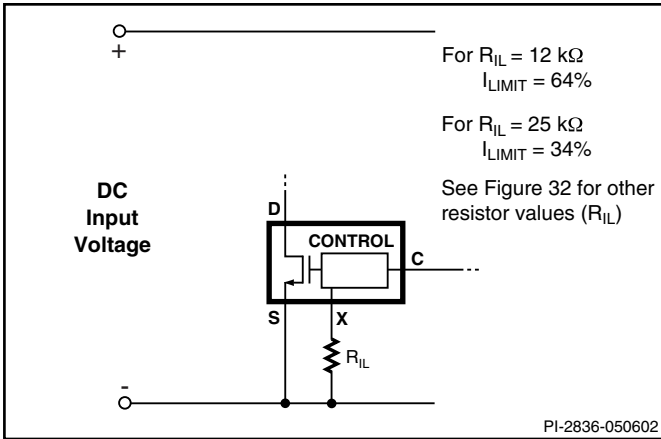 +
For R_IL = 12 kΩ
I_LIMIT = 64%
For R_IL = 25 kΩ
I_LIMIT = 34%
See Figure 32 for other
resistor values (R_IL)
DC
Input
Voltage
D
CONTROL
C
S
X
R_IL
-
PI-2836-050602